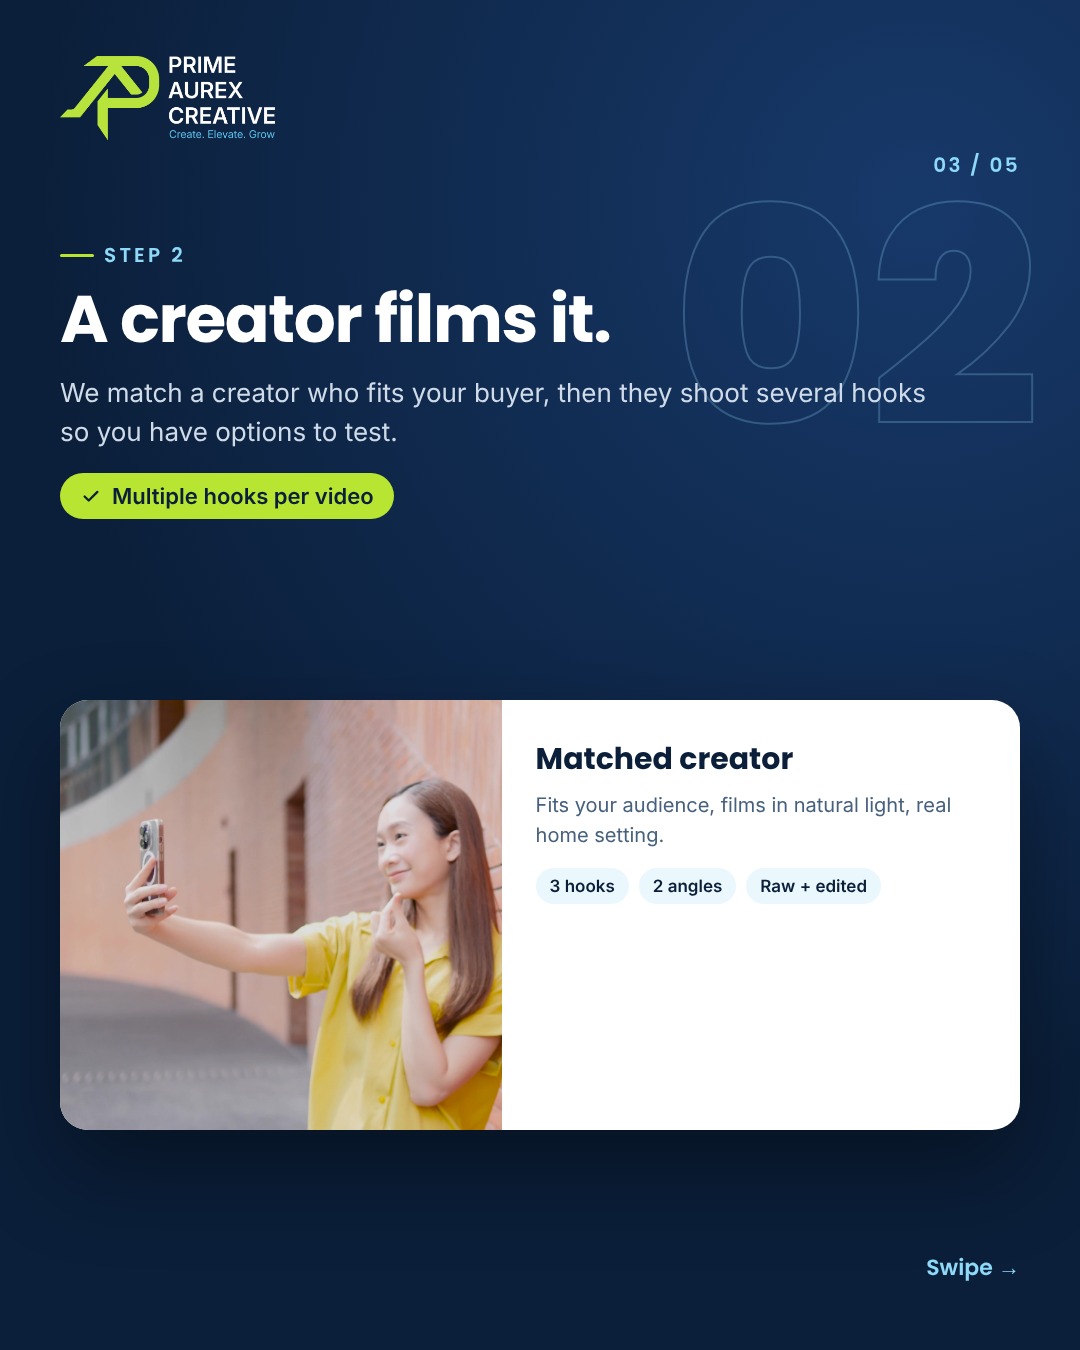 PRIME
AUREX
CREATIVE
Create. Elevate. Grow
03 / 05
02
STEP 2
A creator films it.
We match a creator who fits your buyer, then they shoot several hooks
so you have options to test.
Multiple hooks per video
Matched creator
Fits your audience, films in natural light, real
home setting.
3 hooks
2 angles
Raw + edited
Swipe →